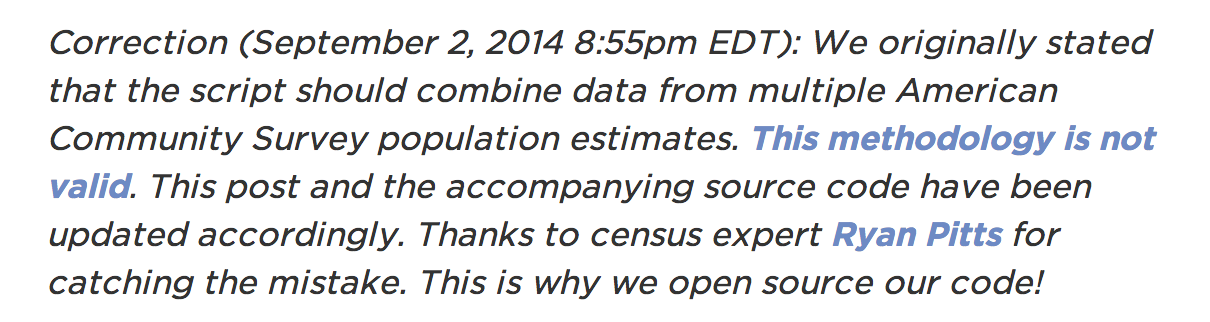 Correction (September 2, 2014 8:55pm EDT): We originally stated
that the script should combine data from multiple American
Community Survey population estimates. This methodology is not
valid. This post and the accompanying source code have been
updated accordingly. Thanks to census expert Ryan Pitts for
catching the mistake. This is why we open source our code!